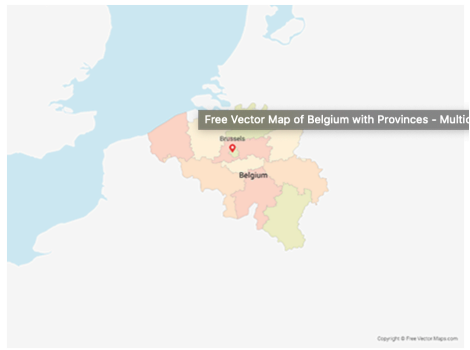 Free Vector Map of Belgium with Provinces - Multic
Brussels
Belgium
Copyright © Free Vector Maps.com